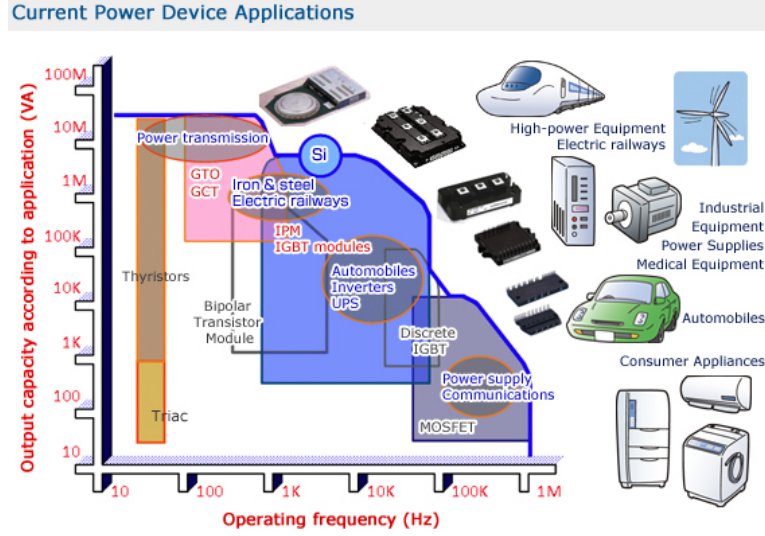 Current Power Device Applications
Output capacity according to application (VA)
100M
10M
1M
100K
10K
1K
100
10
Power transmission
Si
GTO
GCT
Iron & steel
Electric railways
IPM
IGBT modules
Thyristors
Automobiles
Inverters
UPS
Bipolar
Transistor
Module
Discrete
IGBT
Power supply
Communications
Triac
MOSFET
10
100
1K
10K
100K
1M
Operating frequency (Hz)
High-power Equipment
Electric railways
Industrial
Equipment
Power Supplies
Medical Equipment
Automobiles
Consumer Appliances